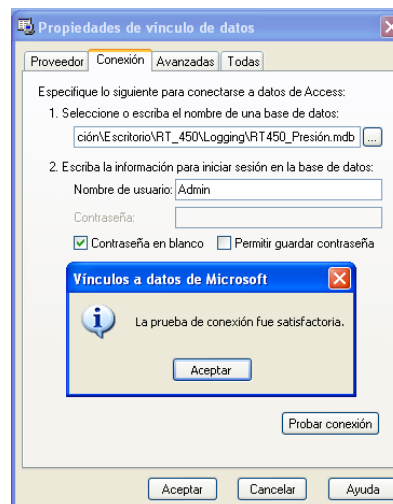 Propiedades de vínculo de datos
Proveedor Conexión Avanzadas Todas
Especifique lo siguiente para conectarse a datos de Access:
1. Seleccione o escriba el nombre de una base de datos:
ción\Escritorio\RT_450\Logging\RT450_Presión.mdb ...
2. Escriba la información para iniciar sesión en la base de datos:
Nombre de usuario: Admin
Contraseña:
Contraseña en blanco Permitir guardar contraseña
Vínculos a datos de Microsoft
La prueba de conexión fue satisfactoria.
Aceptar
Probar conexión
Aceptar Cancelar Ayuda